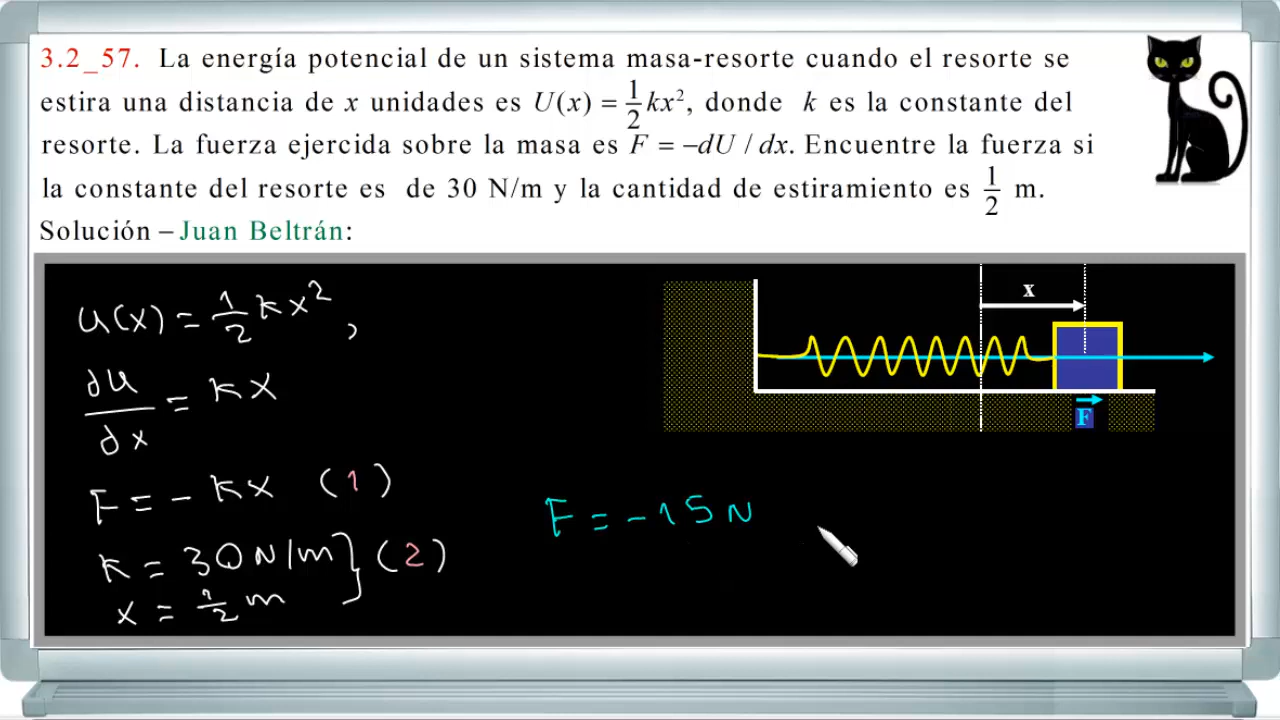 3.2_57. La energía potencial de un sistema masa-resorte cuando el resorte se
estira una distancia de x unidades es U(x) = 1/2 kx², donde k es la constante del
resorte. La fuerza ejercida sobre la masa es F = –dU / dx. Encuentre la fuerza si
la constante del resorte es de 30 N/m y la cantidad de estiramiento es 1/2 m.
Solución – Juan Beltrán:
U(x) = 1/2 kx²,
dU/dx = kx
F = - kx (1)
k = 30 N/m } (2)
x = 1/2 m
x
F
F = -15 N